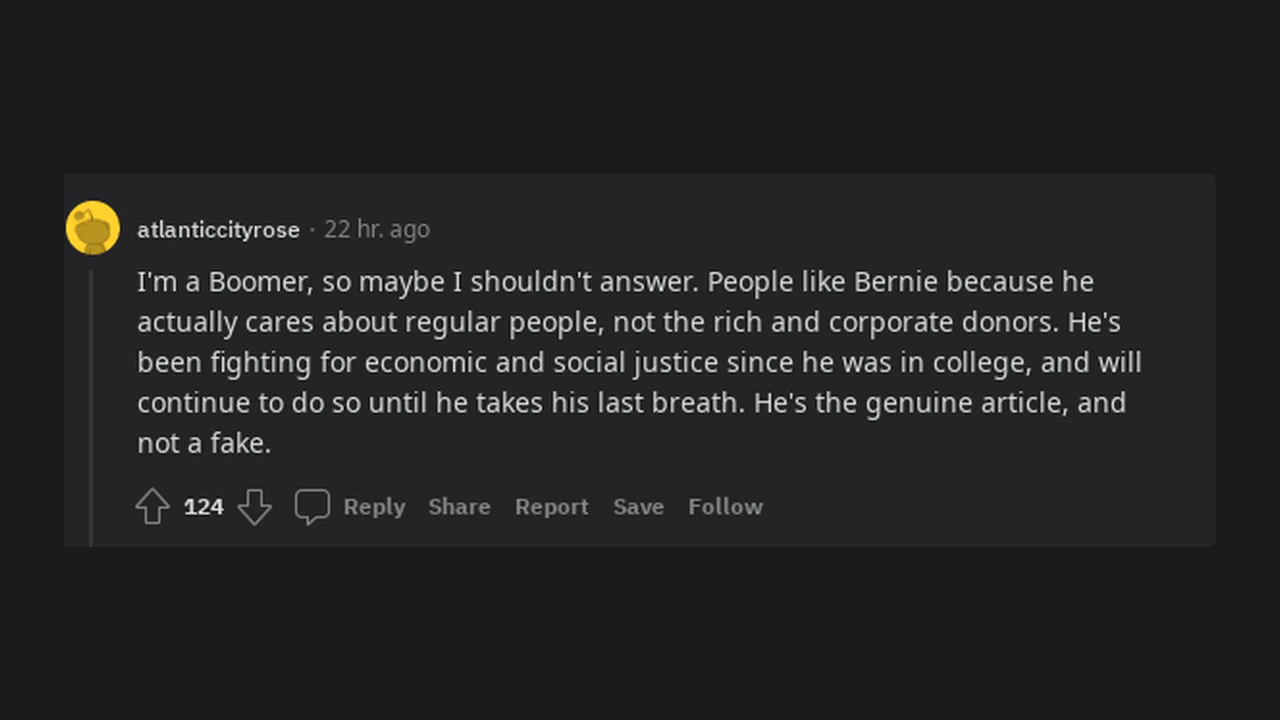 atlanticcityrose · 22 hr. ago
I'm a Boomer, so maybe I shouldn't answer. People like Bernie because he
actually cares about regular people, not the rich and corporate donors. He's
been fighting for economic and social justice since he was in college, and will
continue to do so until he takes his last breath. He's the genuine article, and
not a fake.
124 Reply Share Report Save Follow